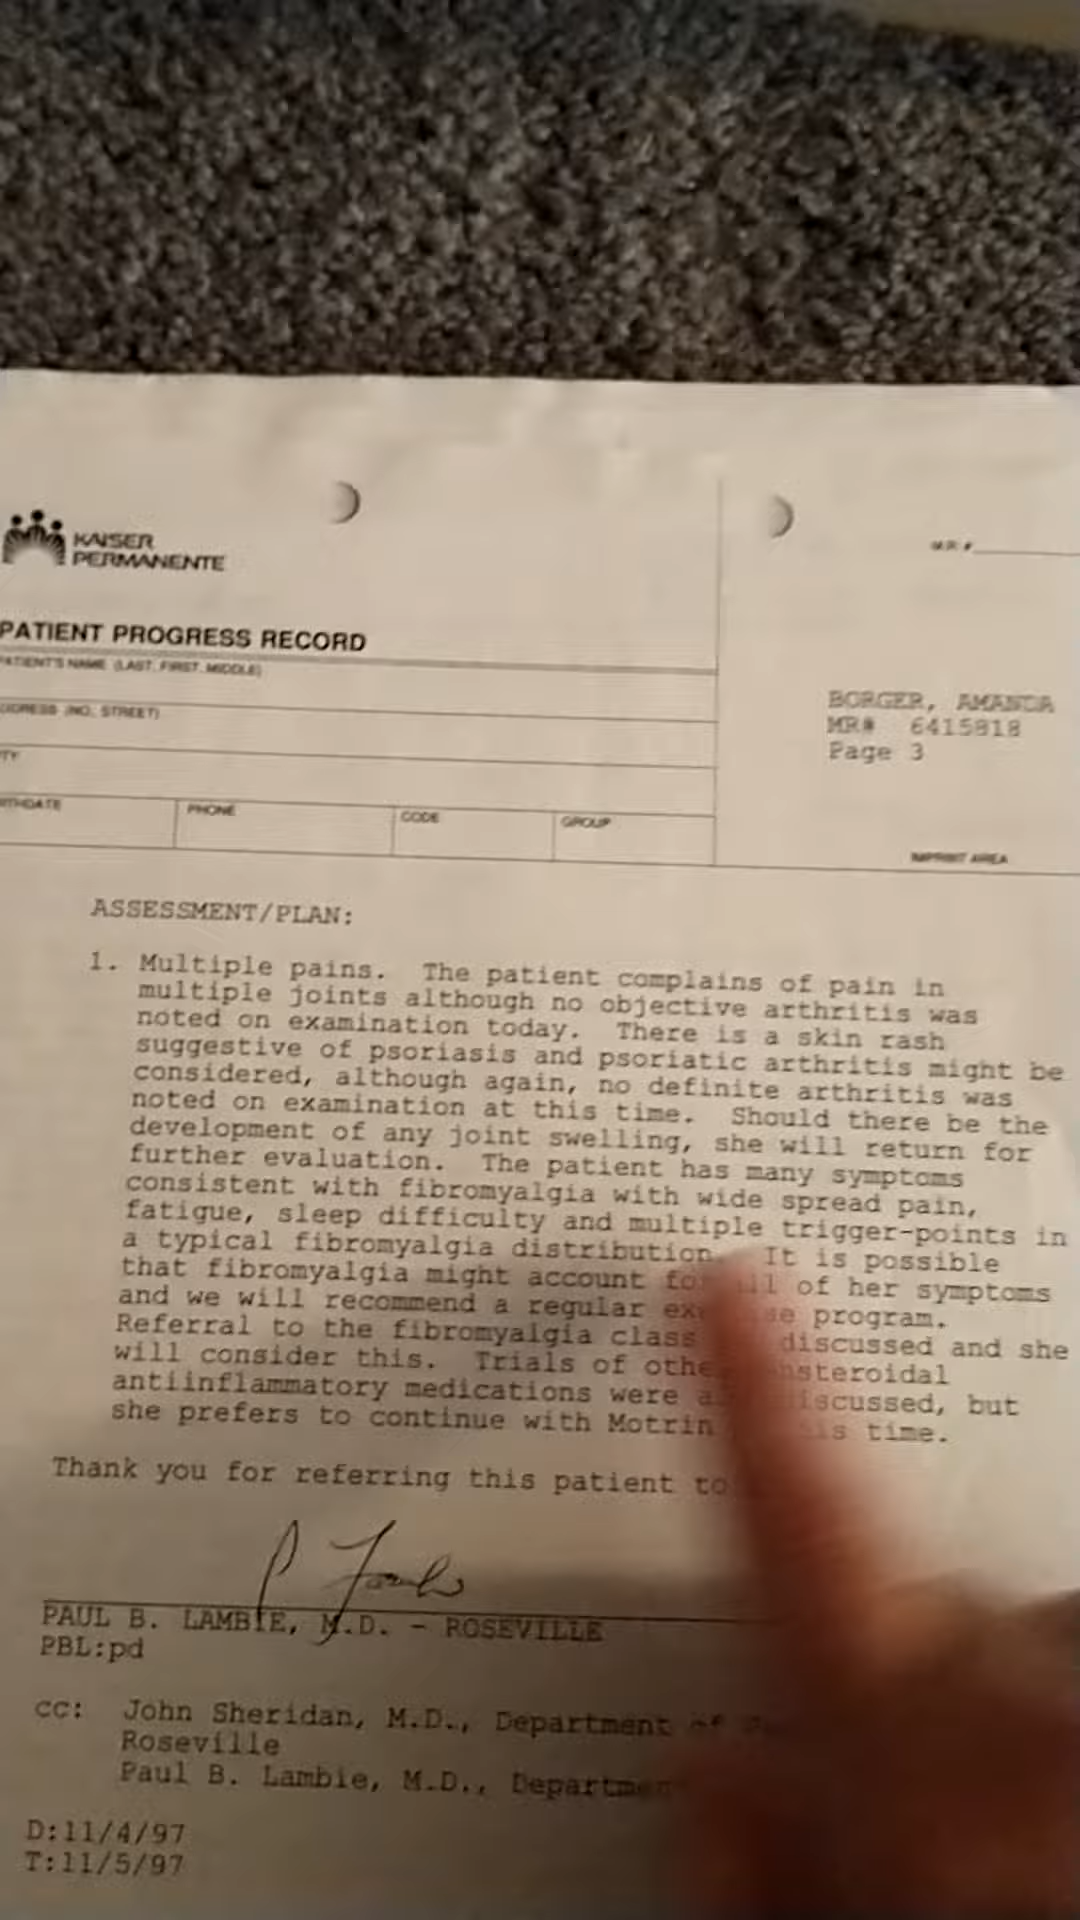 KAISER
PERMANENTE
M.R. #
PATIENT PROGRESS RECORD
PATIENT'S NAME (LAST, FIRST, MIDDLE)
(NO., STREET)
BORGER, AMANDA
MR# 6415818
Page 3
PHONE
CODE
GROUP
IMPRINT AREA
ASSESSMENT/PLAN:
1. Multiple pains. The patient complains of pain in
multiple joints although no objective arthritis was
noted on examination today. There is a skin rash
suggestive of psoriasis and psoriatic arthritis might be
considered, although again, no definite arthritis was
noted on examination at this time. Should there be the
development of any joint swelling, she will return for
further evaluation. The patient has many symptoms
consistent with fibromyalgia with wide spread pain,
fatigue, sleep difficulty and multiple trigger-points in
a typical fibromyalgia distribution. It is possible
that fibromyalgia might account for all of her symptoms
and we will recommend a regular program.
Referral to the fibromyalgia class discussed and she
will consider this. Trials of other
antiinflammatory medications were discussed, but
she prefers to continue with Motrin time.
Thank you for referring this patient to
PAUL B. LAMBIE, M.D. - ROSEVILLE
PBL:pd
cc: John Sheridan, M.D., Department of
Roseville
Paul B. Lambie, M.D., Department
D:11/4/97
T:11/5/97